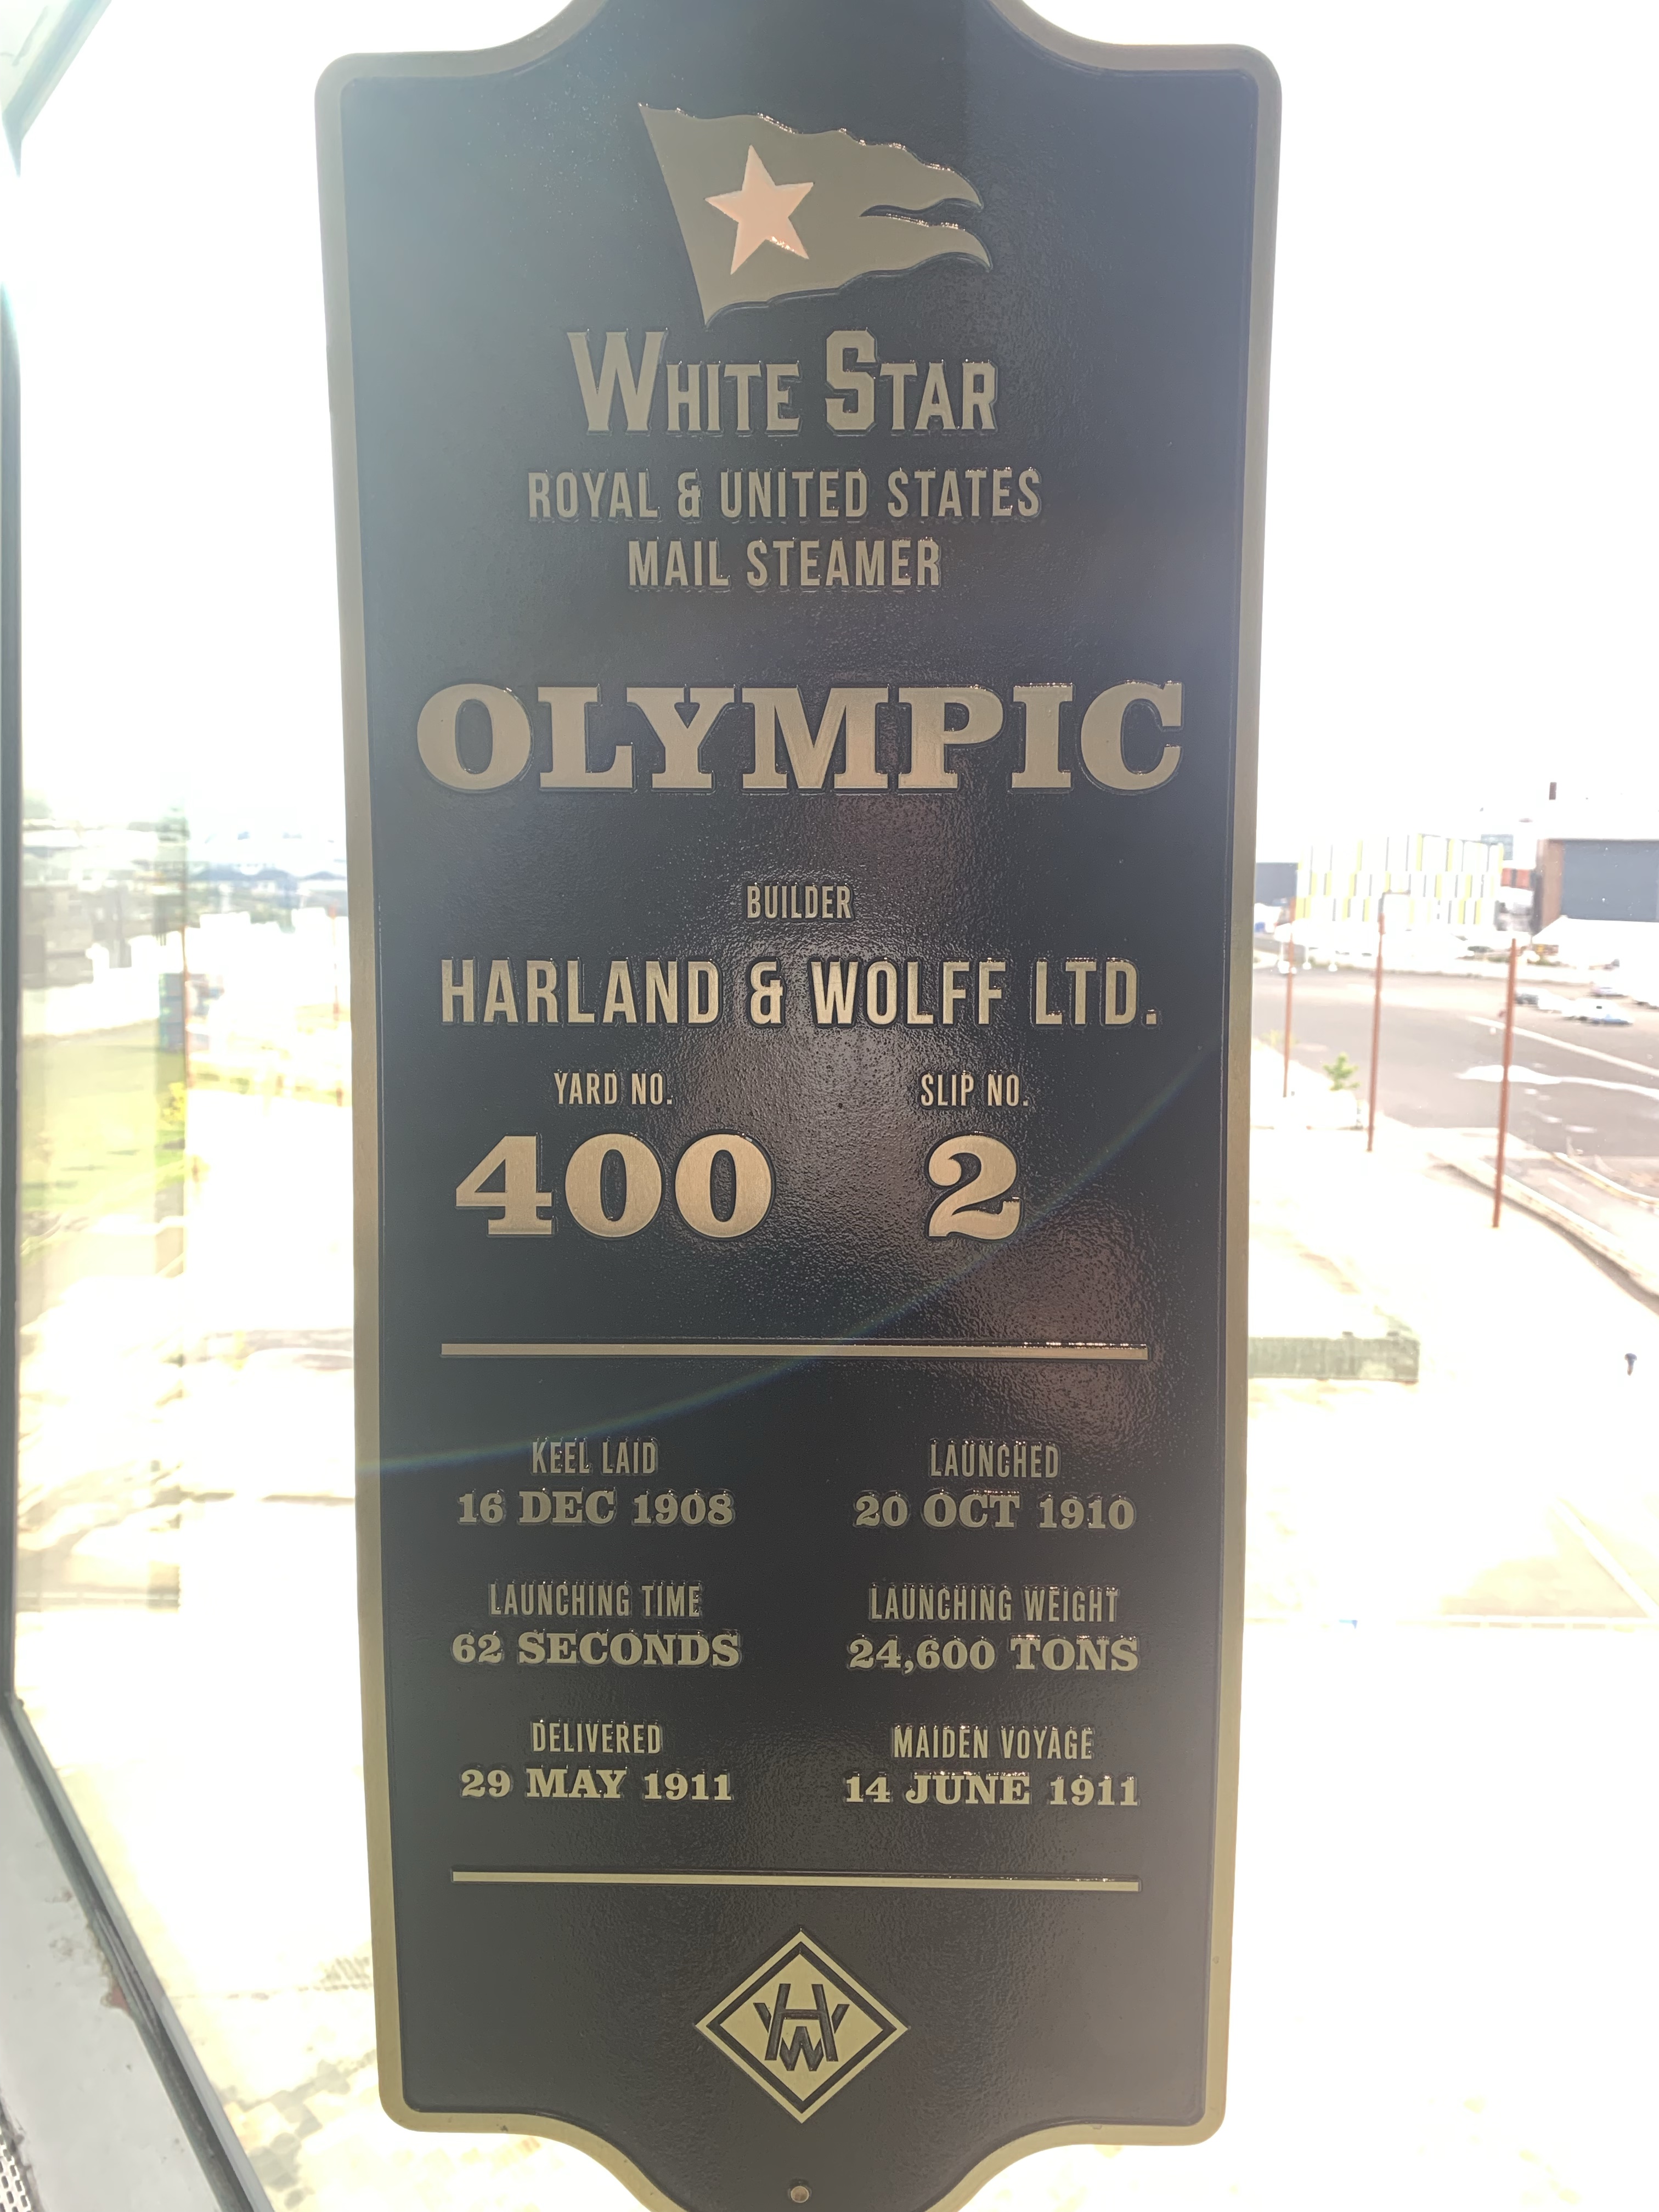 WHITE STAR
ROYAL & UNITED STATES
MAIL STEAMER
OLYMPIC
BUILDER
HARLAND & WOLFF LTD.
YARD NO. SLIP NO.
400 2
KEEL LAID LAUNCHED
16 DEC 1908 20 OCT 1910
LAUNCHING TIME LAUNCHING WEIGHT
62 SECONDS 24,600 TONS
DELIVERED MAIDEN VOYAGE
29 MAY 1911 14 JUNE 1911
HW